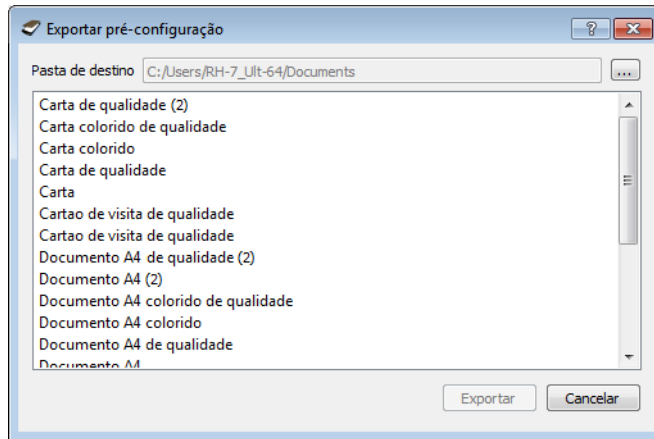 Exportar pré-configuração
Pasta de destino C:/Users/RH-7_Ult-64/Documents ...
Carta de qualidade (2)
Carta colorido de qualidade
Carta colorido
Carta de qualidade
Carta
Cartao de visita de qualidade
Cartao de visita de qualidade
Documento A4 de qualidade (2)
Documento A4 (2)
Documento A4 colorido de qualidade
Documento A4 colorido
Documento A4 de qualidade
Documento A4
Exportar Cancelar